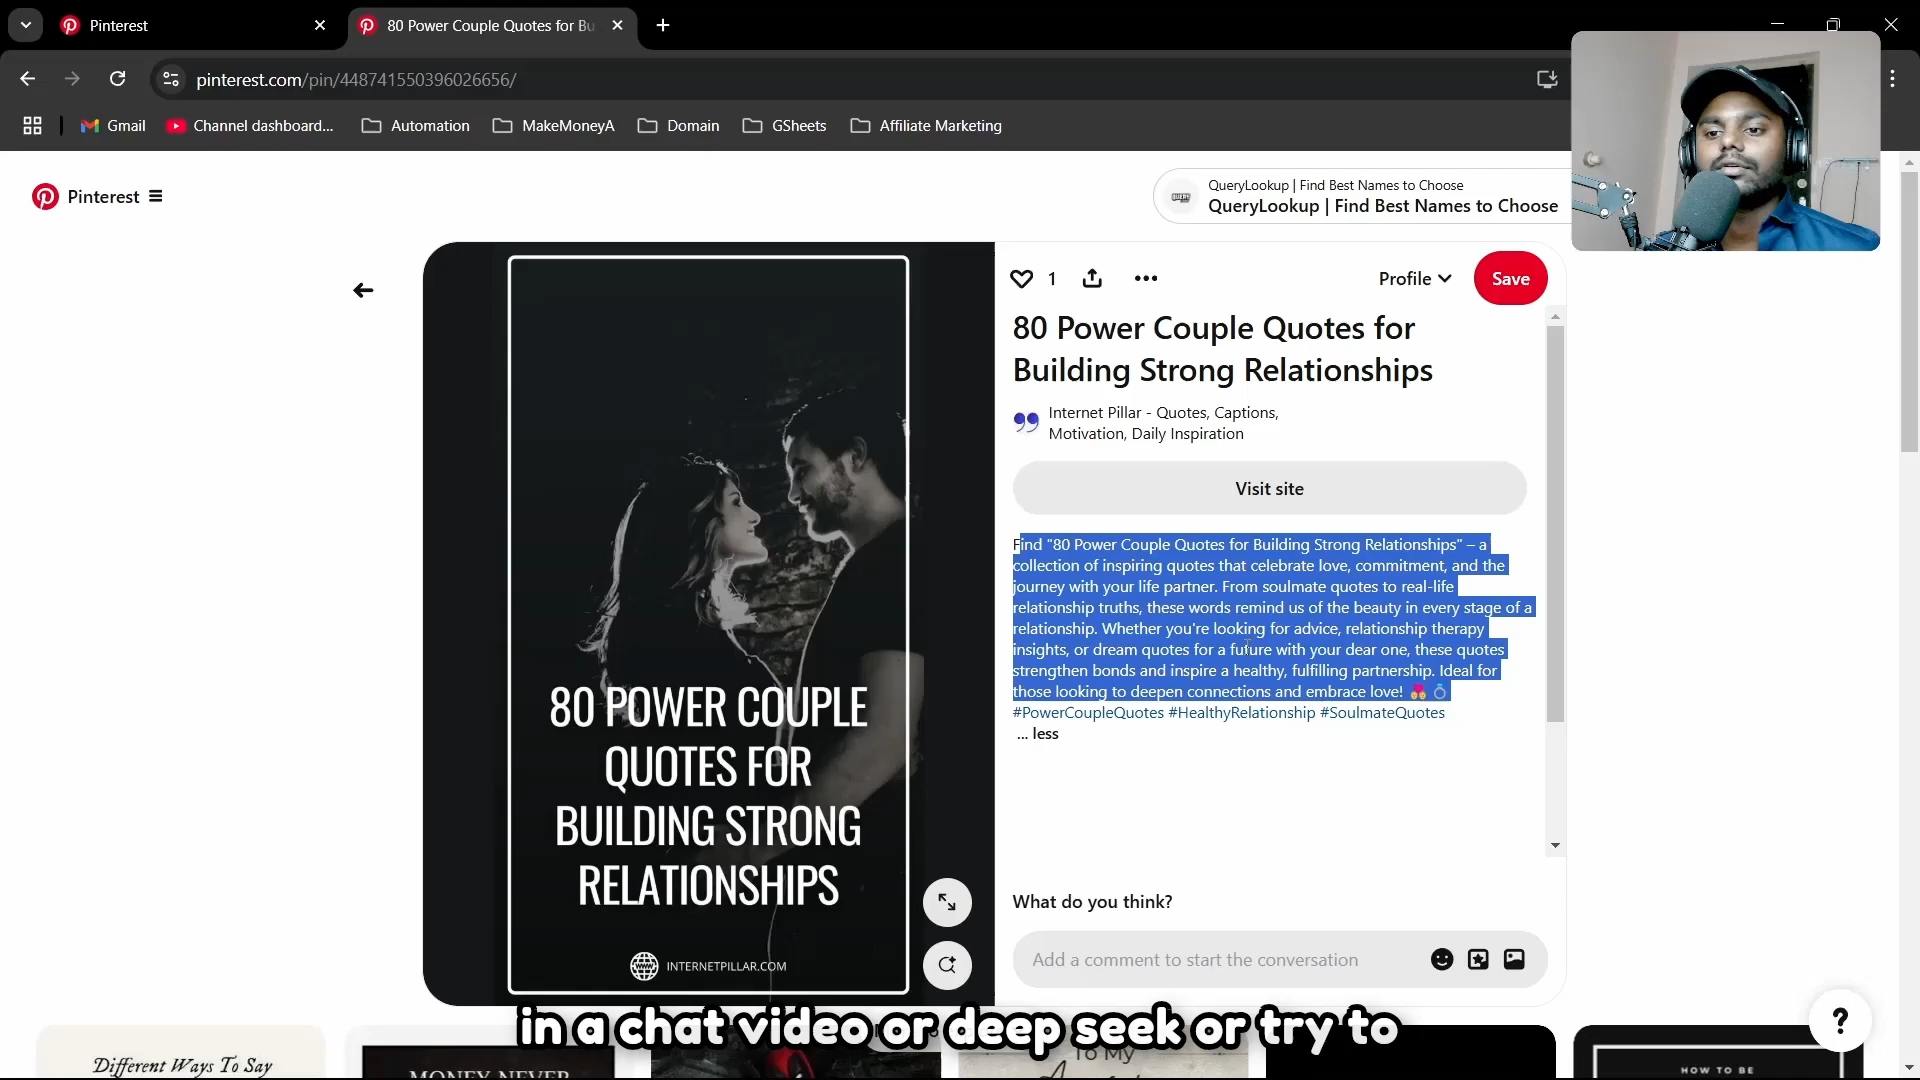 Pinterest
80 Power Couple Quotes for Bu
pinterest.com/pin/448741550396026656/
Gmail
Channel dashboard...
Automation
MakeMoneyA
Domain
GSheets
Affiliate Marketing
Pinterest
QueryLookup | Find Best Names to Choose
QueryLookup | Find Best Names to Choose
1
Profile
Save
80 Power Couple Quotes for
Building Strong Relationships
Internet Pillar - Quotes, Captions,
Motivation, Daily Inspiration
Visit site
Find "80 Power Couple Quotes for Building Strong Relationships" – a
collection of inspiring quotes that celebrate love, commitment, and the
journey with your life partner. From soulmate quotes to real-life
relationship truths, these words remind us of the beauty in every stage of a
relationship. Whether you're looking for advice, relationship therapy
insights, or dream quotes for a future with your dear one, these quotes
strengthen bonds and inspire a healthy, fulfilling partnership. Ideal for
those looking to deepen connections and embrace love! 💏💍
#PowerCoupleQuotes #HealthyRelationship #SoulmateQuotes
... less
80 POWER COUPLE
QUOTES FOR
BUILDING STRONG
RELATIONSHIPS
INTERNETPILLAR.COM
What do you think?
Add a comment to start the conversation
?
in a chat video or deep seek or try to
Different Ways To Say
MONEY NEVER
To My
HOW TO BE